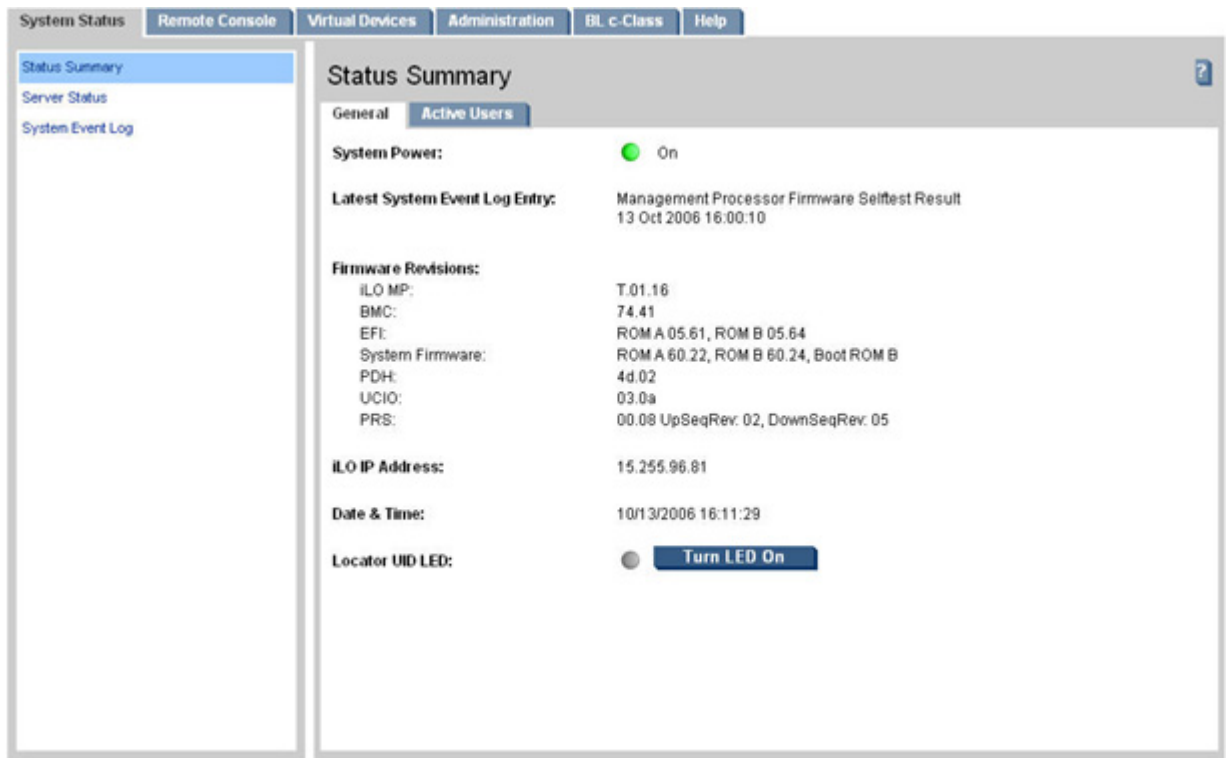 System Status Remote Console Virtual Devices Administration BL c-Class Help
Status Summary
Server Status
System Event Log
Status Summary ?
General Active Users
System Power: On
Latest System Event Log Entry: Management Processor Firmware Selftest Result
13 Oct 2006 16:00:10
Firmware Revisions:
iLO MP: T.01.16
BMC: 74.41
EFI: ROM A 05.61, ROM B 05.64
System Firmware: ROM A 60.22, ROM B 60.24, Boot ROM B
PDH: 4d.02
UCIO: 03.0a
PRS: 00.08 UpSeqRev: 02, DownSeqRev: 05
iLO IP Address: 15.255.96.81
Date & Time: 10/13/2006 16:11:29
Locator UID LED: Turn LED On